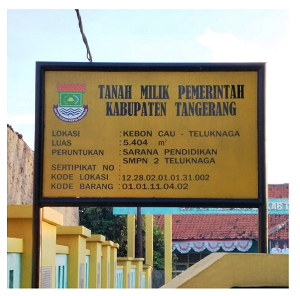 TANAH MILIK PEMERINTAH
KABUPATEN TANGERANG
LOKASI : KEBON CAU - TELUKNAGA
LUAS : 5.404 m²
PERUNTUKAN : SARANA PENDIDIKAN
SMPN 2 TELUKNAGA
SERTIPIKAT NO :
KODE LOKASI : 12.28.02.01.01.31.002
KODE BARANG : 01.01.11.04.02